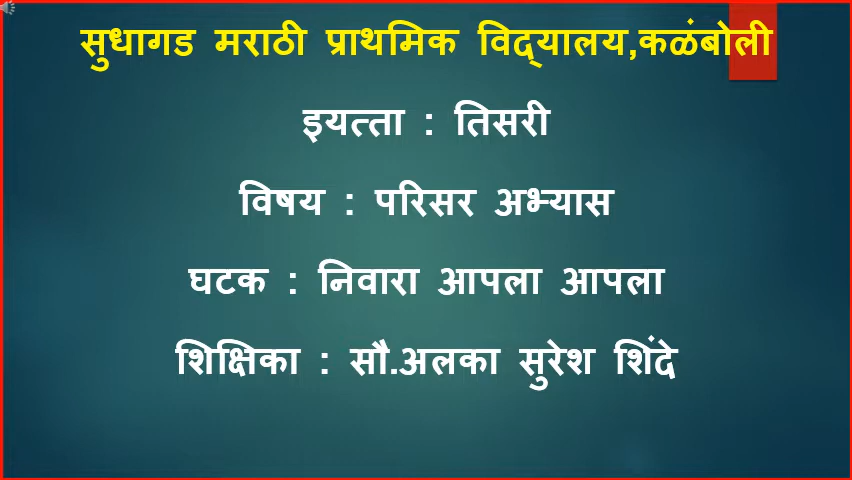 सुधागड मराठी प्राथमिक विद्यालय,कळंबोली
इयत्ता : तिसरी
विषय : परिसर अभ्यास
घटक : निवारा आपला आपला
शिक्षिका : सौ.अलका सुरेश शिंदे